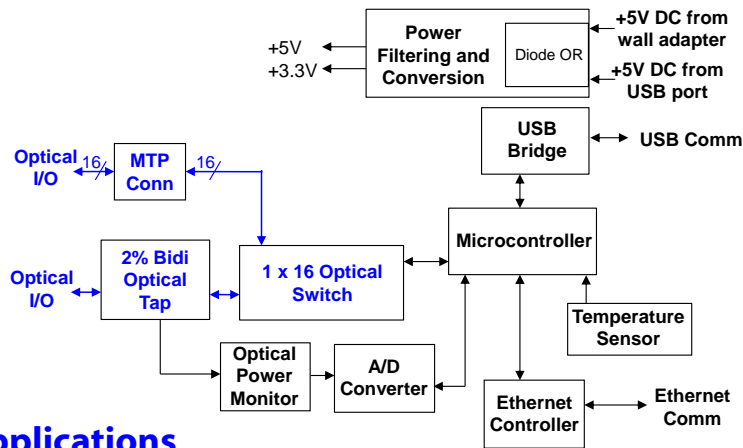 Power
Filtering and
Conversion
Diode OR
+5V
+3.3V
+5V DC from
wall adapter
+5V DC from
USB port
USB
Bridge
USB Comm
Optical
I/O
16
MTP
Conn
16
Microcontroller
2% Bidi
Optical
Tap
Optical
I/O
1 x 16 Optical
Switch
Temperature
Sensor
Optical
Power
Monitor
A/D
Converter
Ethernet
Controller
Ethernet
Comm